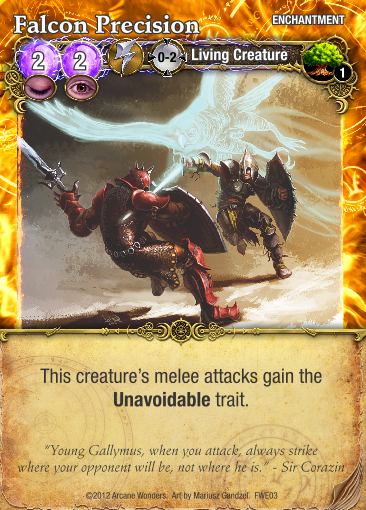 Falcon Precision
ENCHANTMENT
2 2 0-2 Living Creature
1
This creature's melee attacks gain the
Unavoidable trait.
"Young Gallymus, when you attack, always strike
where your opponent will be, not where he is." - Sir Corazin
©2012 Arcane Wonders. Art by Mariusz Gandzel. FWE03